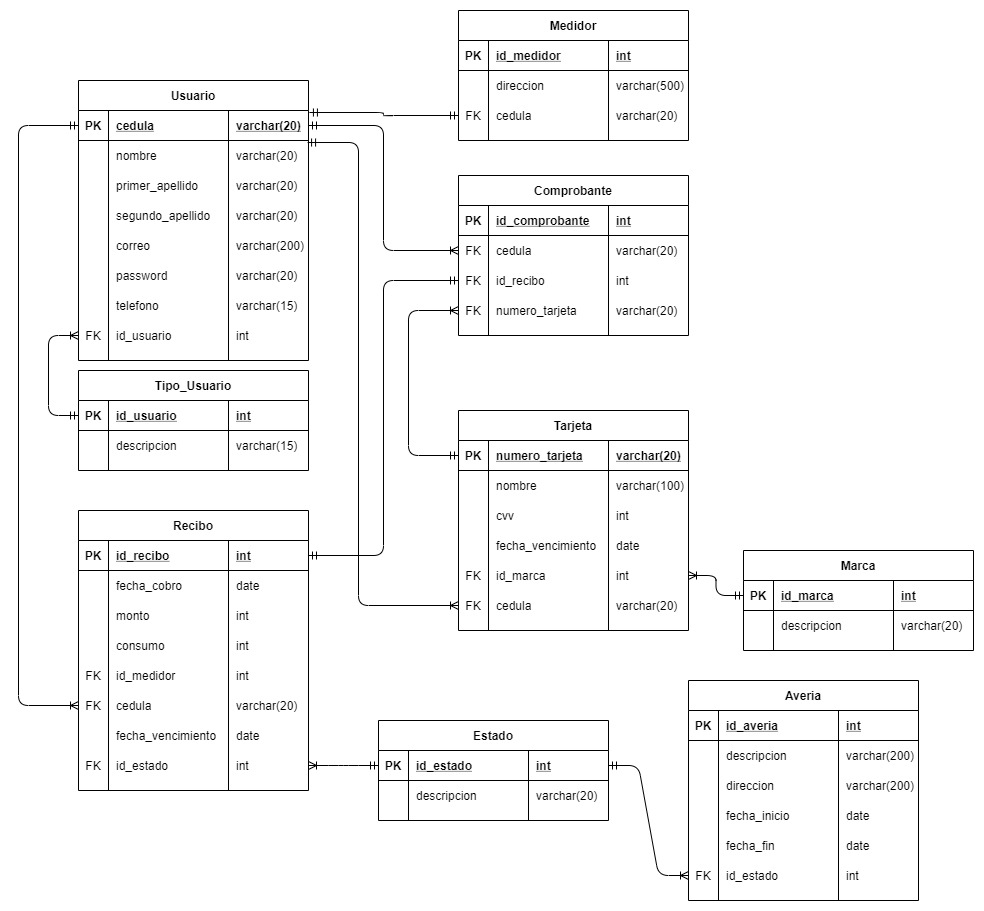 Medidor
PK id_medidor int
direccion varchar(500)
FK cedula varchar(20)
Usuario
PK cedula varchar(20)
nombre varchar(20)
primer_apellido varchar(20)
segundo_apellido varchar(20)
correo varchar(200)
password varchar(20)
telefono varchar(15)
FK id_usuario int
Comprobante
PK id_comprobante int
FK cedula varchar(20)
FK id_recibo int
FK numero_tarjeta varchar(20)
Tipo_Usuario
PK id_usuario int
descripcion varchar(15)
Tarjeta
PK numero_tarjeta varchar(20)
nombre varchar(100)
cvv int
fecha_vencimiento date
FK id_marca int
FK cedula varchar(20)
Recibo
PK id_recibo int
fecha_cobro date
monto int
consumo int
FK id_medidor int
FK cedula varchar(20)
fecha_vencimiento date
FK id_estado int
Marca
PK id_marca int
descripcion varchar(20)
Estado
PK id_estado int
descripcion varchar(20)
Averia
PK id_averia int
descripcion varchar(200)
direccion varchar(200)
fecha_inicio date
fecha_fin date
FK id_estado int